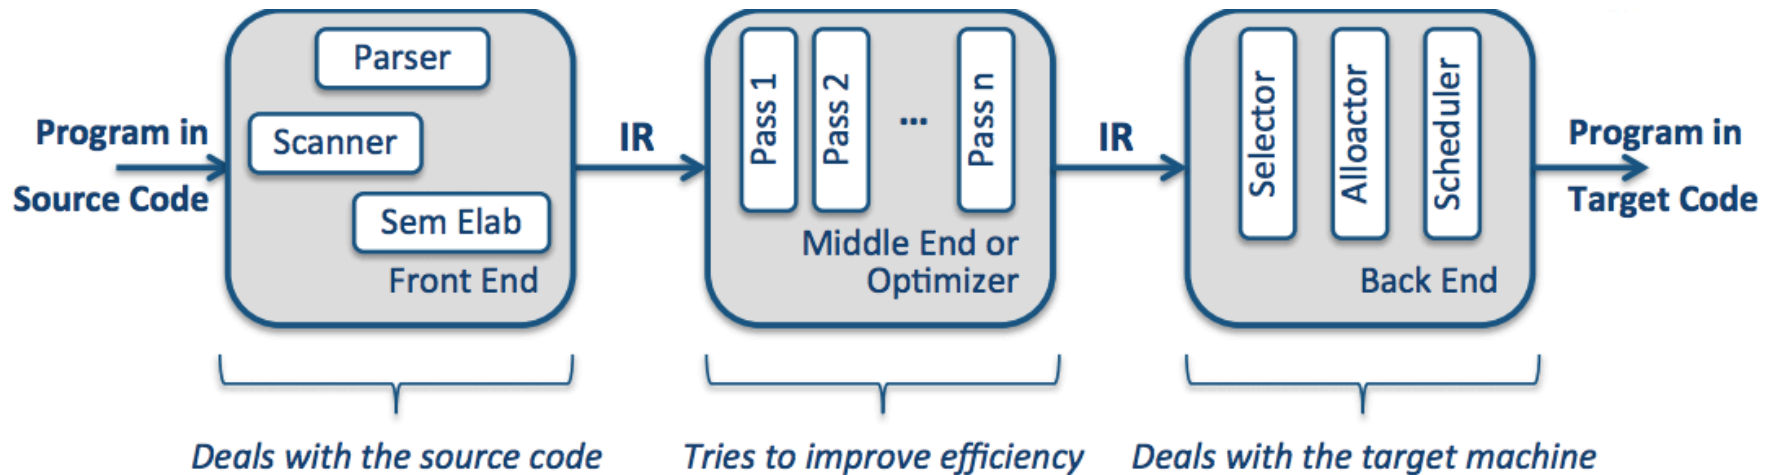 Program in
Source Code
Parser
Scanner
Sem Elab
Front End
IR
Pass 1
Pass 2
...
Pass n
Middle End or
Optimizer
IR
Selector
Alloactor
Scheduler
Back End
Program in
Target Code
Deals with the source code
Tries to improve efficiency
Deals with the target machine